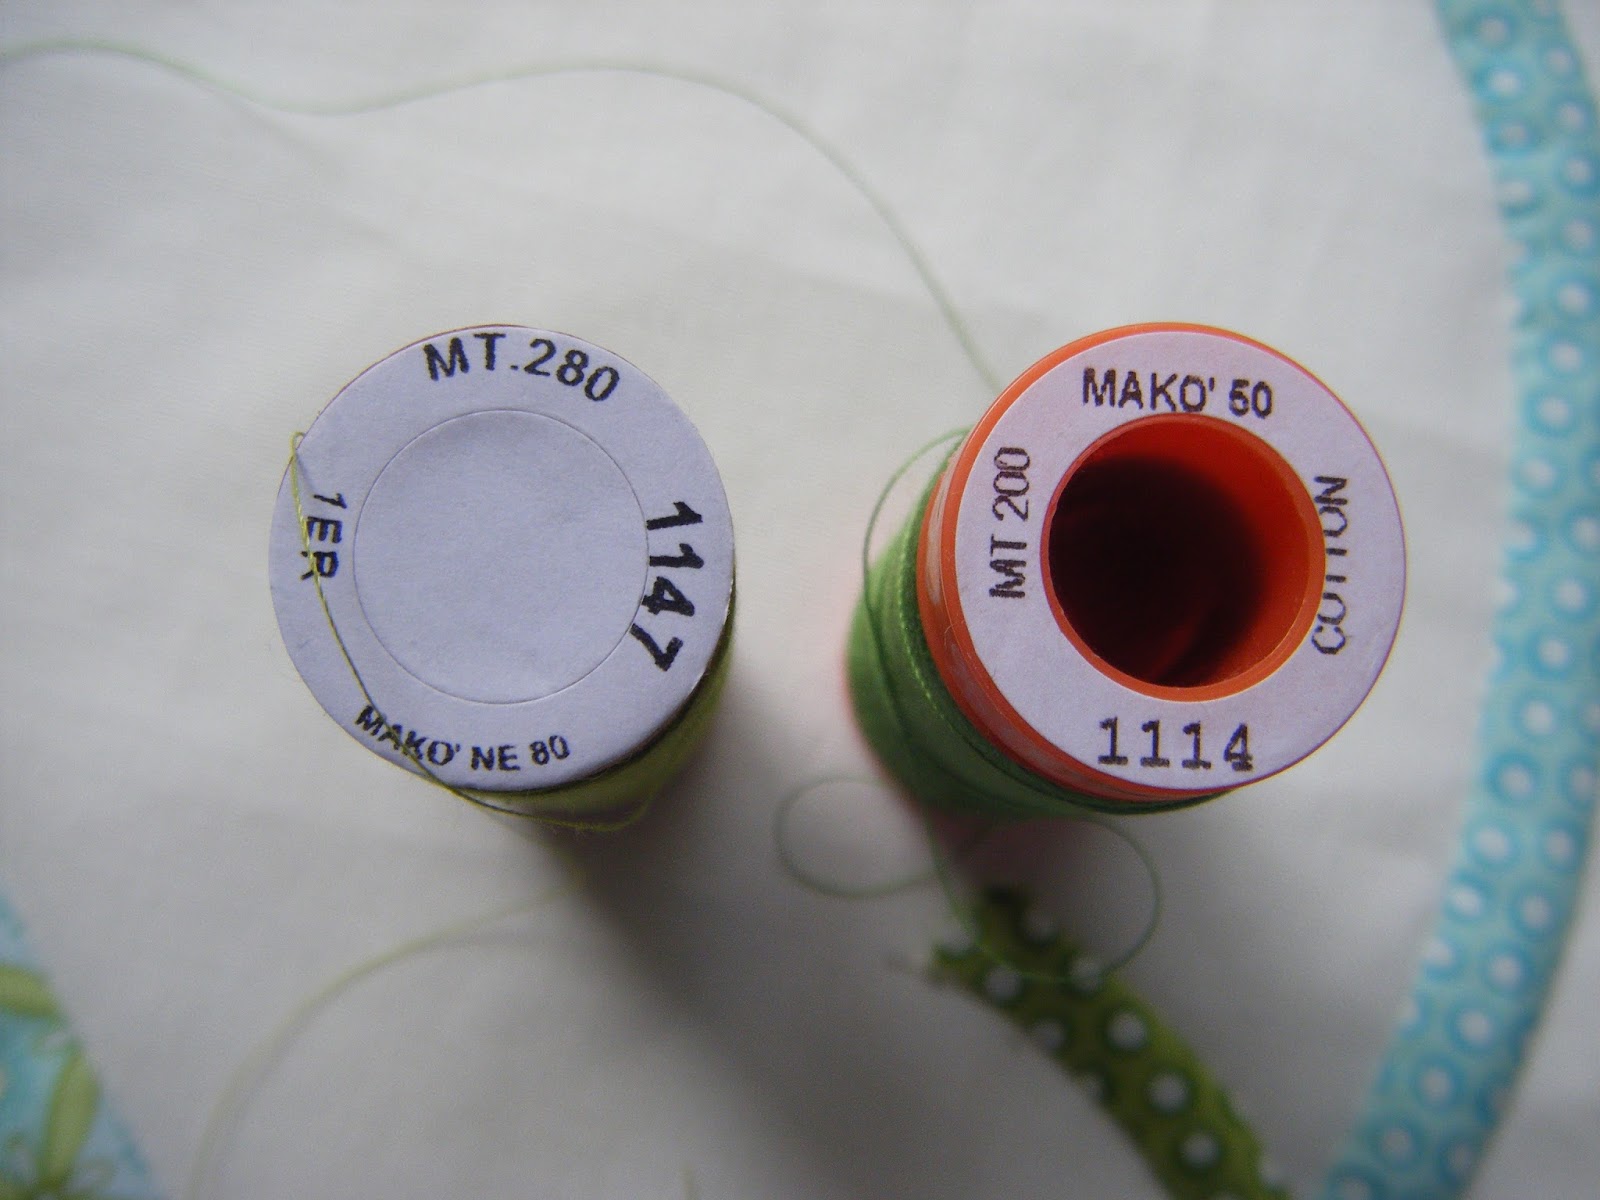 MT.280
1147
1ER
MAKO' NE 80
MAKO' 50
MT 200
COTTON
1114